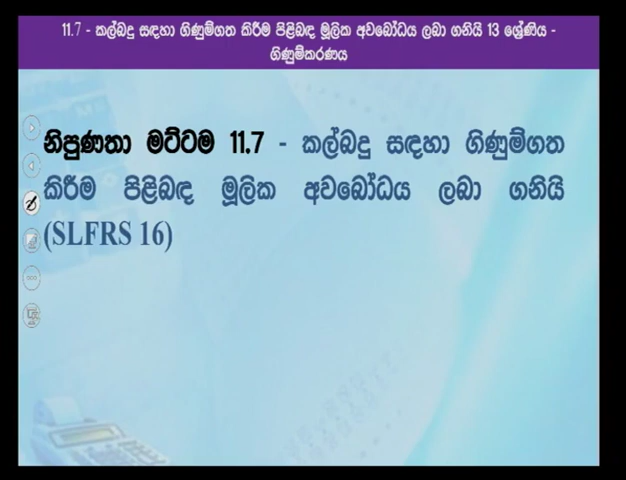 11.7 - කල්බදු සඳහා ගිණුම්ගත කිරීම පිළිබඳ මූලික අවබෝධය ලබා ගනියි 13 ශ්‍රේණිය -
ගිණුම්කරණය
නිපුණතා මට්ටම 11.7 - කල්බදු සඳහා ගිණුම්ගත
කිරීම පිළිබඳ මූලික අවබෝධය ලබා ගනියි
(SLFRS 16)